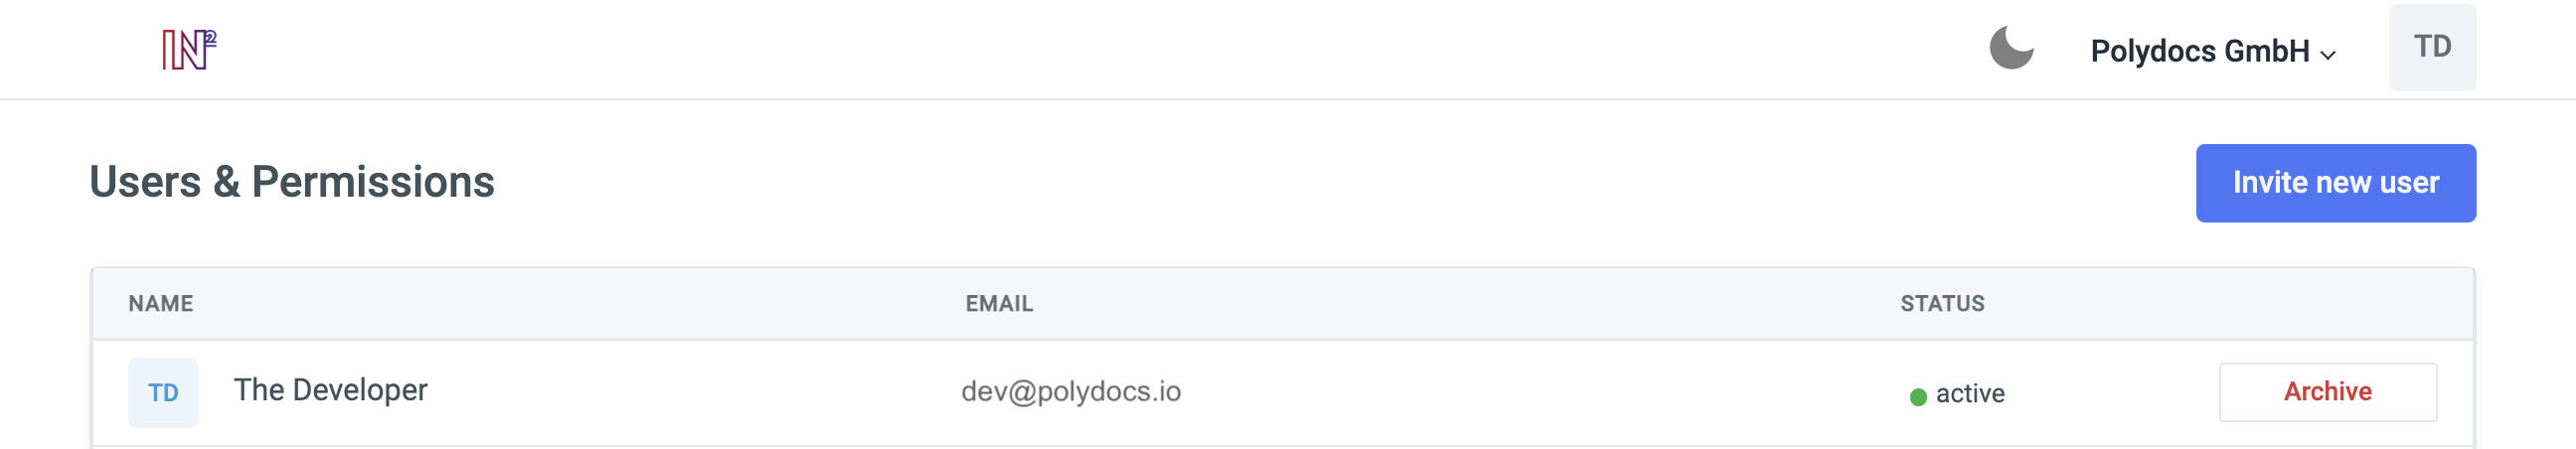 IN²
Polydocs GmbH
TD
Users & Permissions
Invite new user
NAME EMAIL STATUS
TD The Developer dev@polydocs.io active Archive